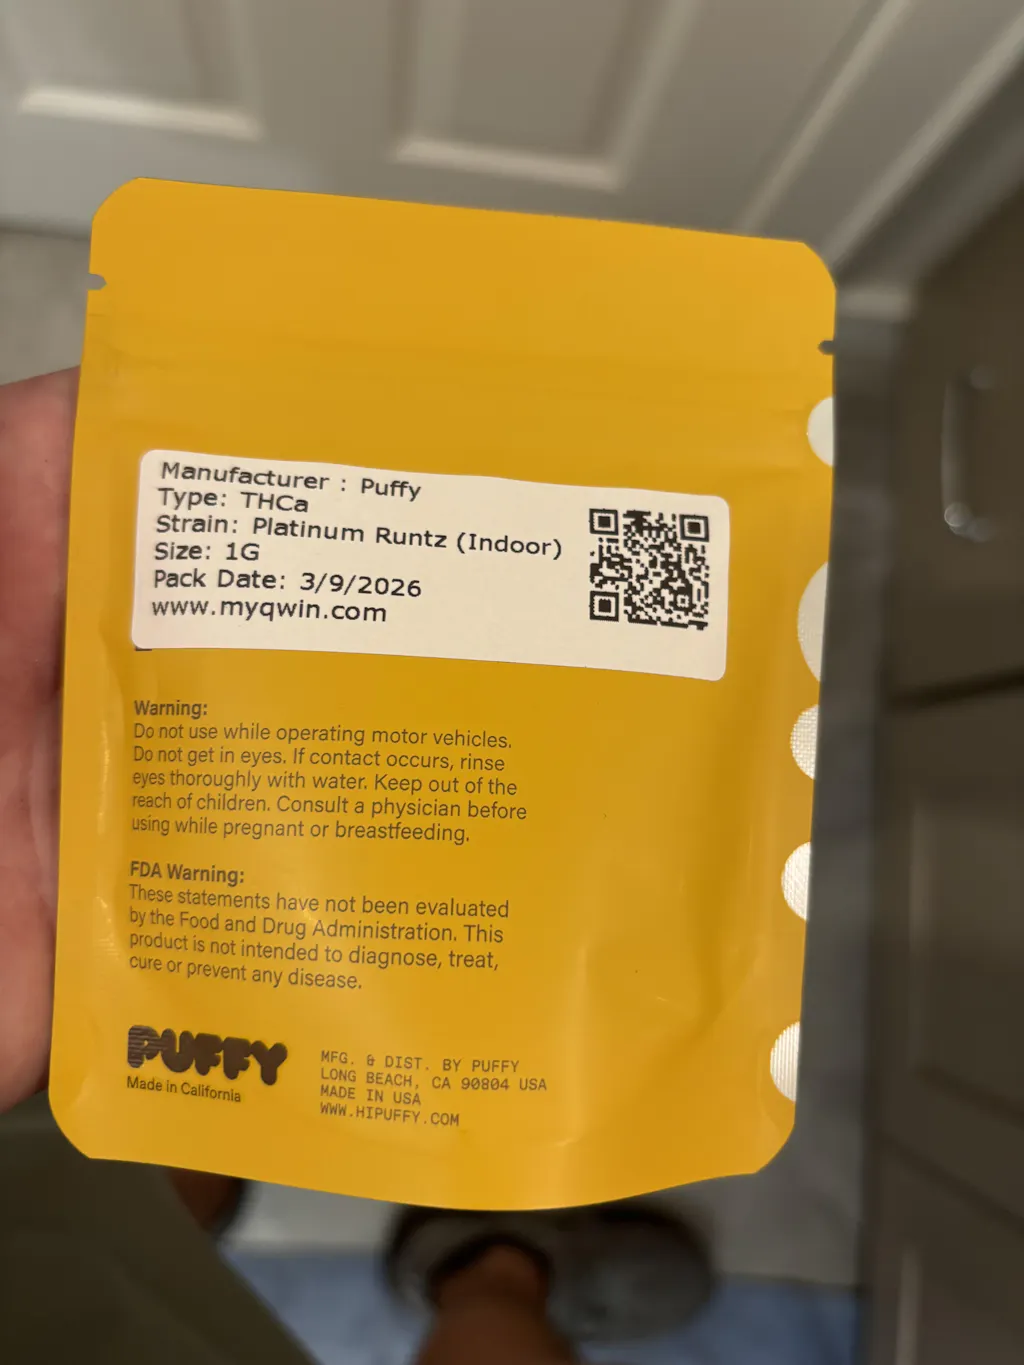 Manufacturer : Puffy
Type: THCa
Strain: Platinum Runtz (Indoor)
Size: 1G
Pack Date: 3/9/2026
www.myqwin.com
Warning:
Do not use while operating motor vehicles.
Do not get in eyes. If contact occurs, rinse
eyes thoroughly with water. Keep out of the
reach of children. Consult a physician before
using while pregnant or breastfeeding.
FDA Warning:
These statements have not been evaluated
by the Food and Drug Administration. This
product is not intended to diagnose, treat,
cure or prevent any disease.
PUFFY
Made in California
MFG. & DIST. BY PUFFY
LONG BEACH, CA 90804 USA
MADE IN USA
WWW.HIPUFFY.COM